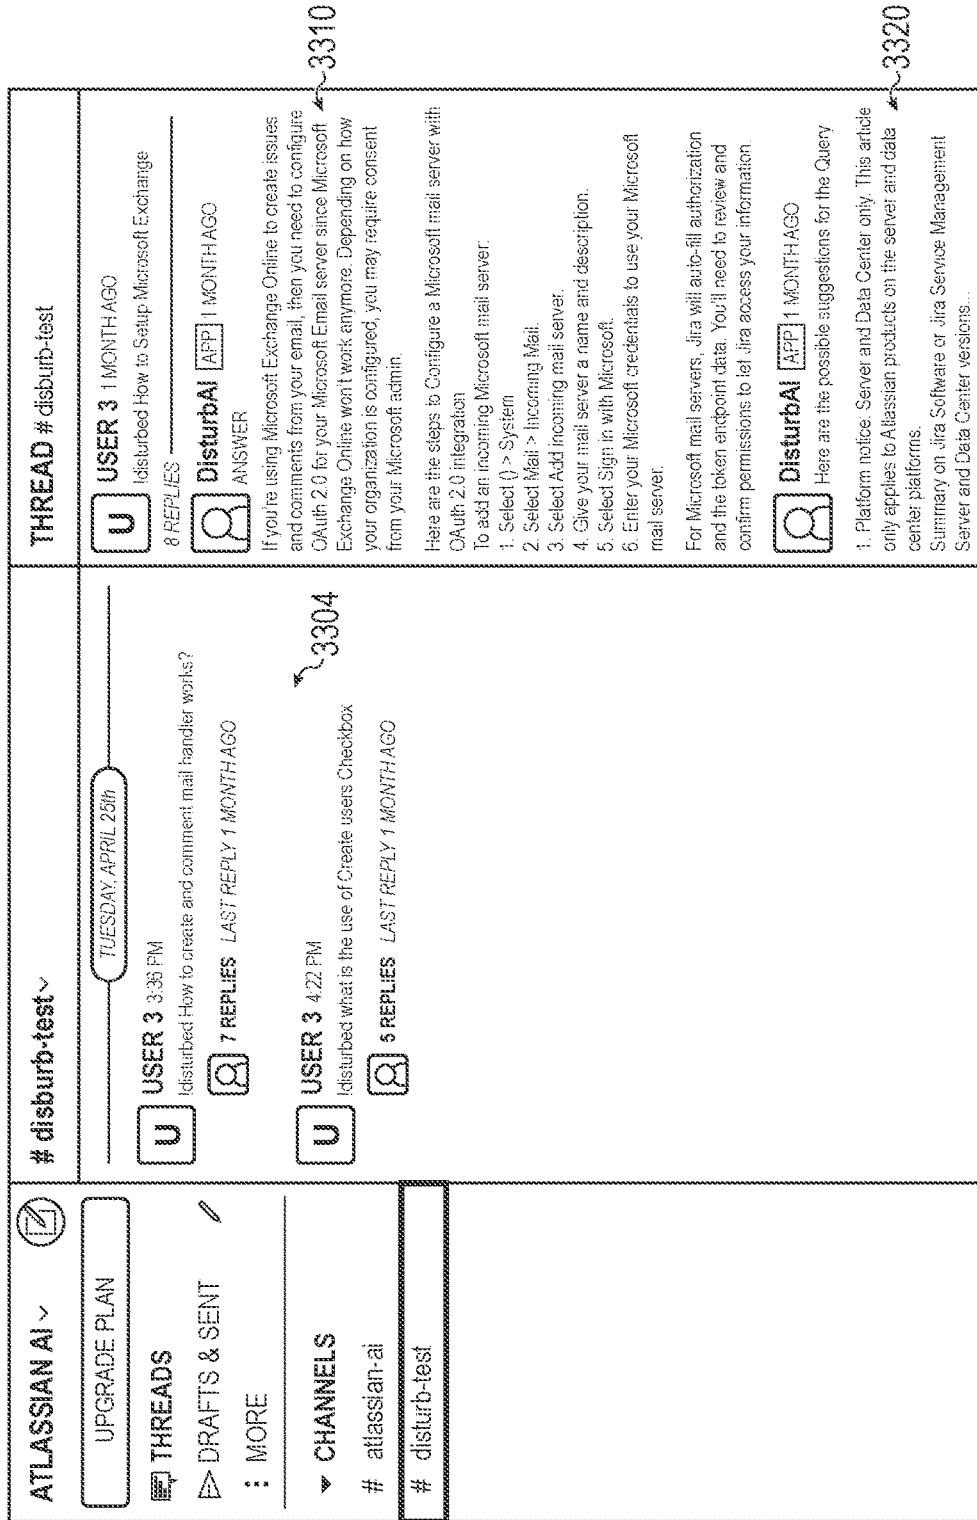 ATLASSIAN AI
UPGRADE PLAN
THREADS
DRAFTS & SENT
MORE
CHANNELS
# atlassian-ai
# disturb-test
# disburb-test
TUESDAY, APRIL 25th
U
USER 3 3:36 PM
!disturbed How to create and comment mail handler works?
7 REPLIES LAST REPLY 1 MONTH AGO
U
USER 3 4:22 PM
!disturbed what is the use of Create users Checkbox
5 REPLIES LAST REPLY 1 MONTH AGO
3304
THREAD # disburb-test
U
USER 3 1 MONTH AGO
!disturbed How to Setup Microsoft Exchange
8 REPLIES
DisturbAI APP 1 MONTH AGO
ANSWER
If you're using Microsoft Exchange Online to create issues
and comments from your email, then you need to configure
OAuth 2.0 for your Microsoft Email server since Microsoft
Exchange Online won't work anymore. Depending on how
your organization is configured, you may require consent
from your Microsoft admin.
3310
Here are the steps to Configure a Microsoft mail server with
OAuth 2.0 integration
To add an incoming Microsoft mail server:
1. Select () > System
2. Select Mail > Incoming Mail.
3. Select Add incoming mail server.
4. Give your mail server a name and description.
5. Select Sign in with Microsoft.
6. Enter your Microsoft credentials to use your Microsoft
mail server.
For Microsoft mail servers, Jira will auto-fill authorization
and the token endpoint data. You'll need to review and
confirm permissions to let Jira access your information.
DisturbAI APP 1 MONTH AGO
Here are the possible suggestions for the Query
1. Platform notice: Server and Data Center only. This article
only applies to Atlassian products on the server and data
center platforms.
Summary on Jira Software or Jira Service Management
Server and Data Center versions...
3320